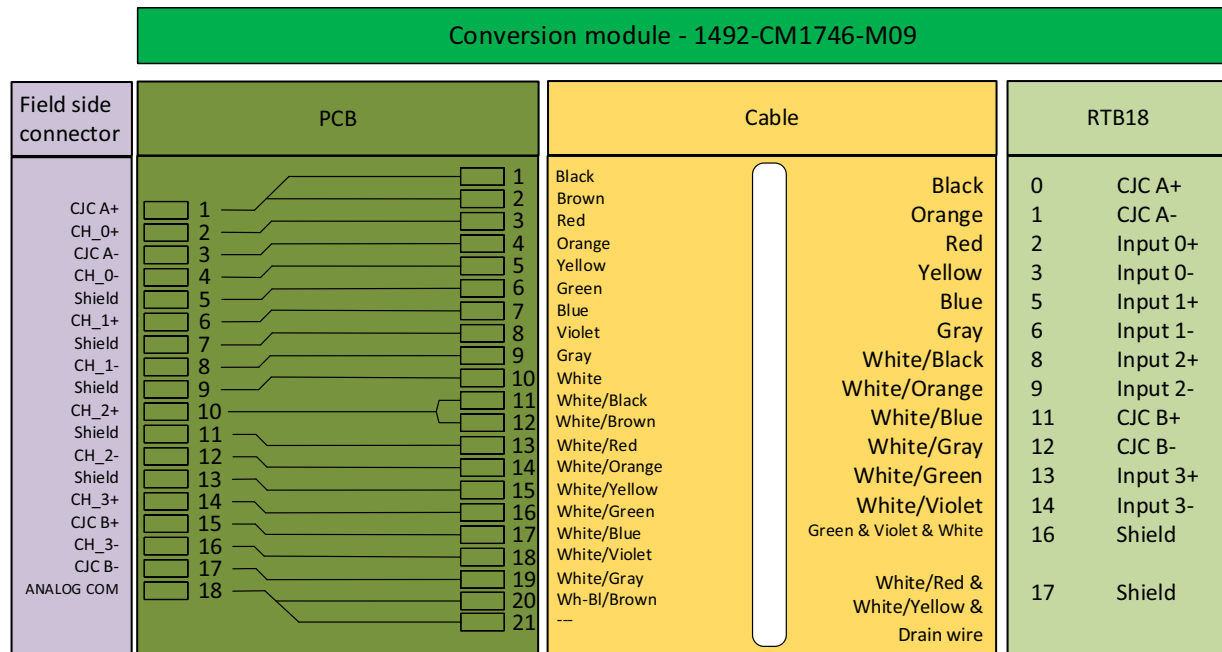 Conversion module - 1492-CM1746-M09
Field side
connector
PCB
Cable
RTB18
CJC A+ 1
CH_0+ 2
CJC A- 3
CH_0- 4
Shield 5
CH_1+ 6
Shield 7
CH_1- 8
Shield 9
CH_2+ 10
Shield 11
CH_2- 12
Shield 13
CH_3+ 14
CJC B+ 15
CH_3- 16
CJC B- 17
ANALOG COM 18
1 Black
2 Brown
3 Red
4 Orange
5 Yellow
6 Green
7 Blue
8 Violet
9 Gray
10 White
11 White/Black
12 White/Brown
13 White/Red
14 White/Orange
15 White/Yellow
16 White/Green
17 White/Blue
18 White/Violet
19 White/Gray
20 Wh-Bl/Brown
21 ---
Black 0 CJC A+
Orange 1 CJC A-
Red 2 Input 0+
Yellow 3 Input 0-
Blue 5 Input 1+
Gray 6 Input 1-
White/Black 8 Input 2+
White/Orange 9 Input 2-
White/Blue 11 CJC B+
White/Gray 12 CJC B-
White/Green 13 Input 3+
White/Violet 14 Input 3-
Green & Violet & White 16 Shield
White/Red &
White/Yellow &
Drain wire
17 Shield